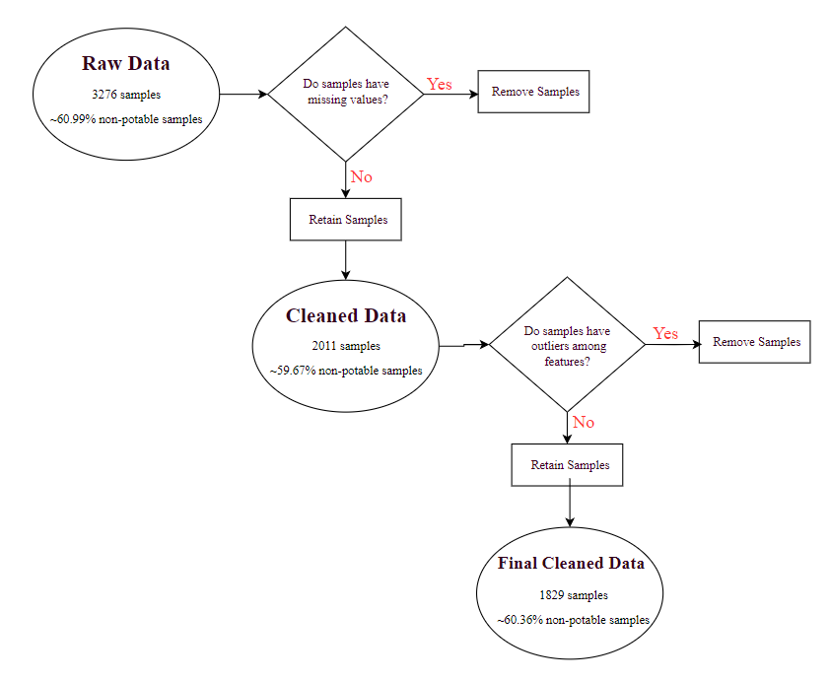 Raw Data
3276 samples
~60.99% non-potable samples
Do samples have
missing values?
Yes
Remove Samples
No
Retain Samples
Cleaned Data
2011 samples
~59.67% non-potable samples
Do samples have
outliers among
features?
Yes
Remove Samples
No
Retain Samples
Final Cleaned Data
1829 samples
~60.36% non-potable samples